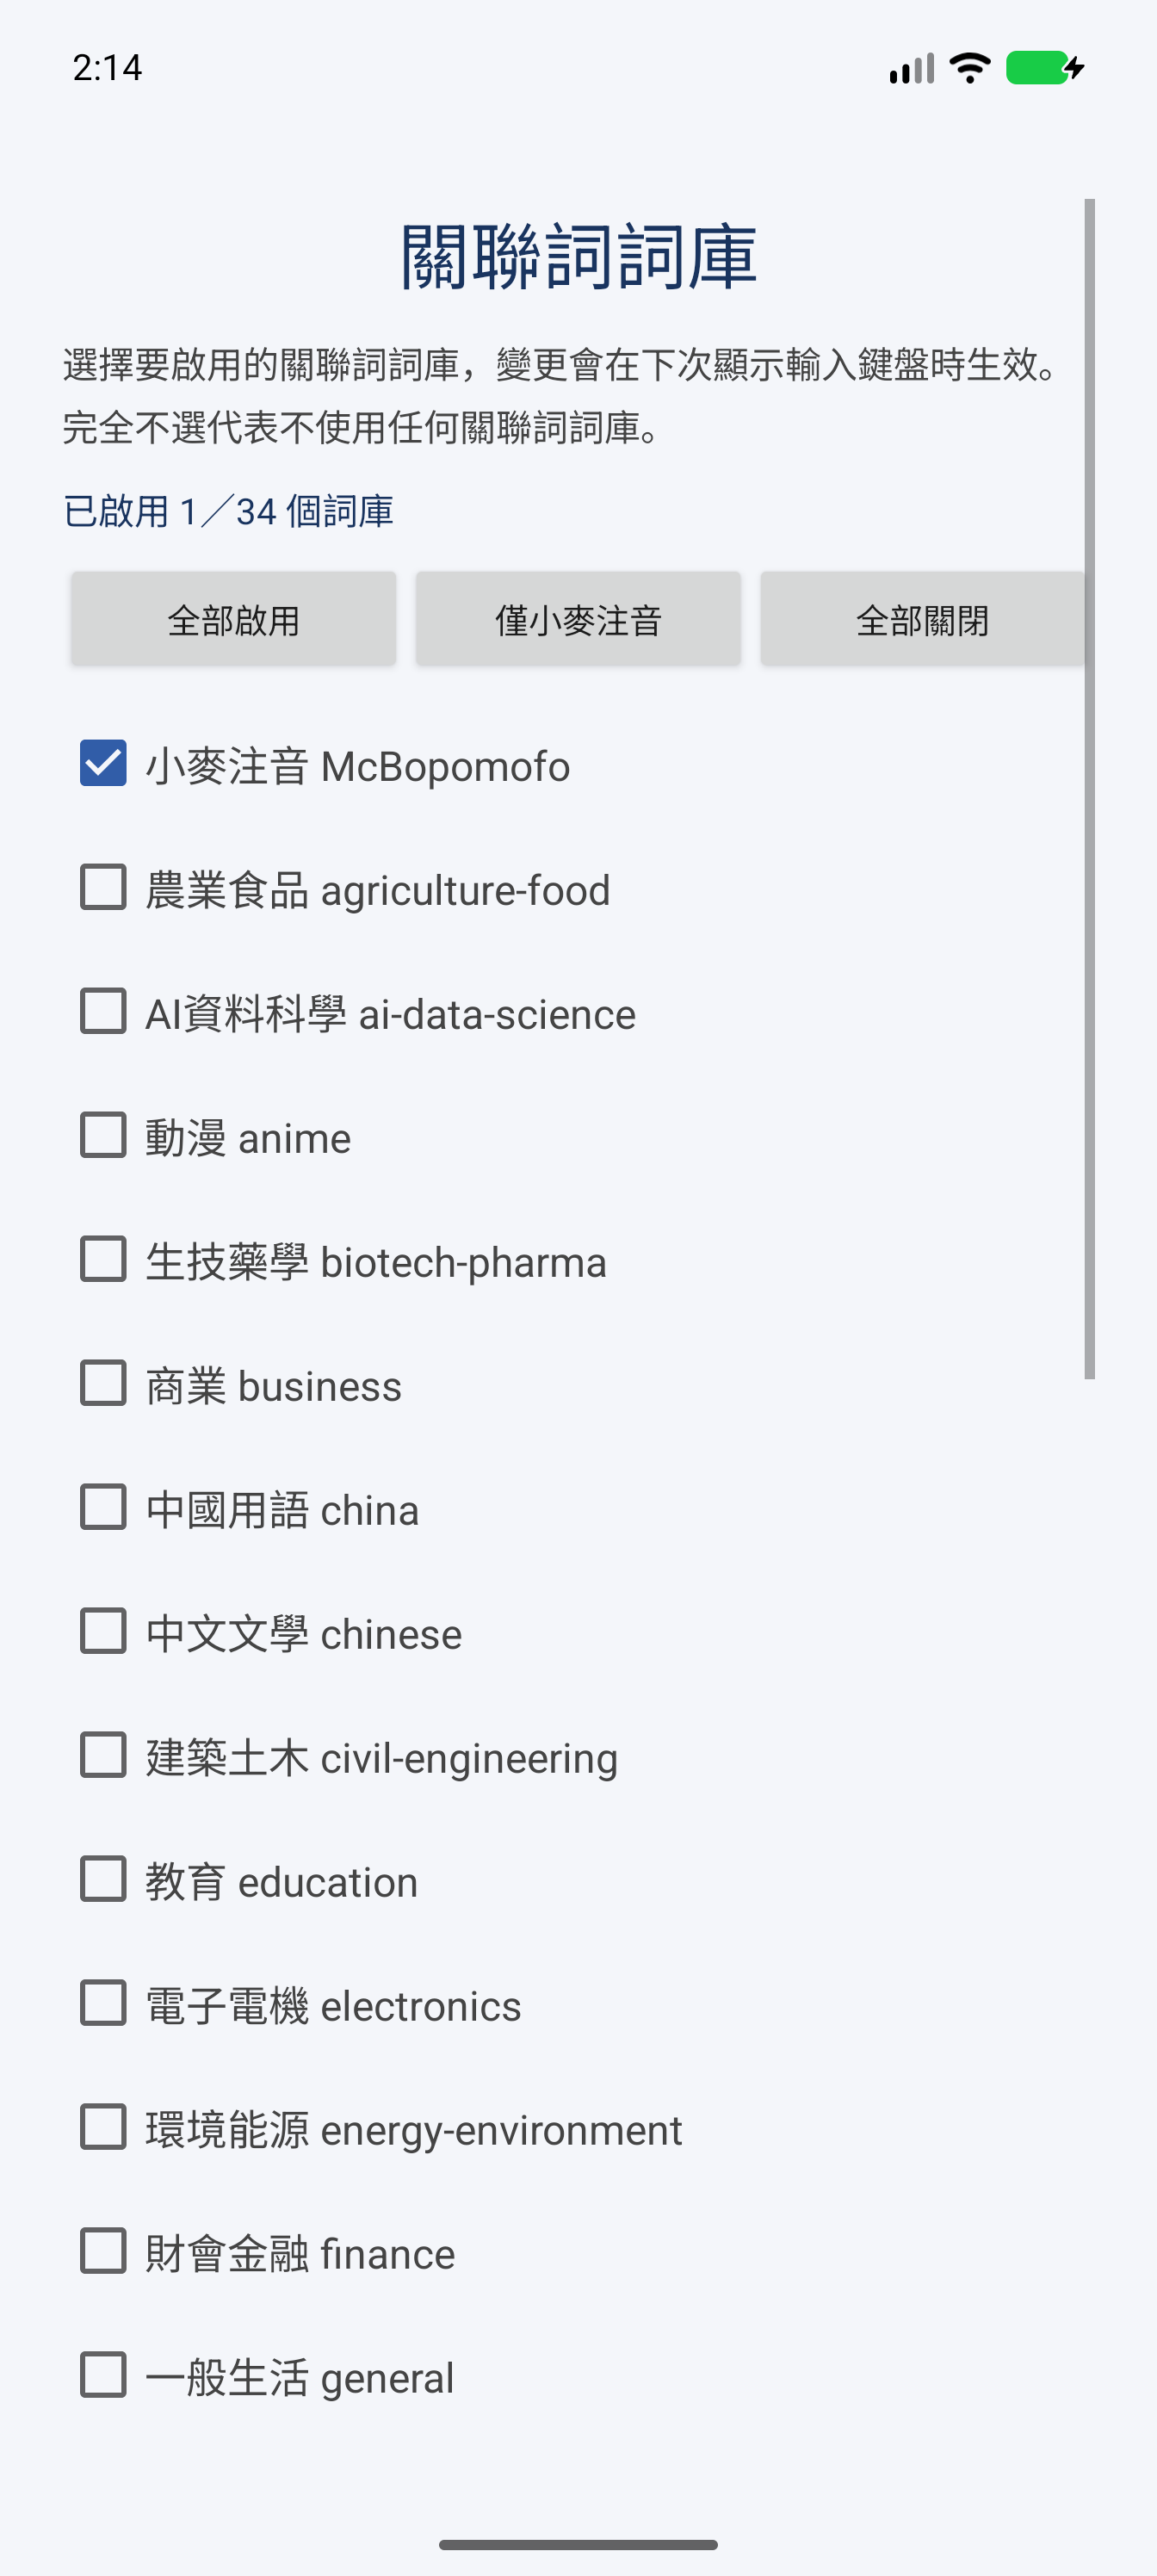 2:14
關聯詞詞庫
選擇要啟用的關聯詞詞庫，變更會在下次顯示輸入鍵盤時生效。
完全不選代表不使用任何關聯詞詞庫。
已啟用 1／34 個詞庫
全部啟用 僅小麥注音 全部關閉
小麥注音 McBopomofo
農業食品 agriculture-food
AI資料科學 ai-data-science
動漫 anime
生技藥學 biotech-pharma
商業 business
中國用語 china
中文文學 chinese
建築土木 civil-engineering
教育 education
電子電機 electronics
環境能源 energy-environment
財會金融 finance
一般生活 general